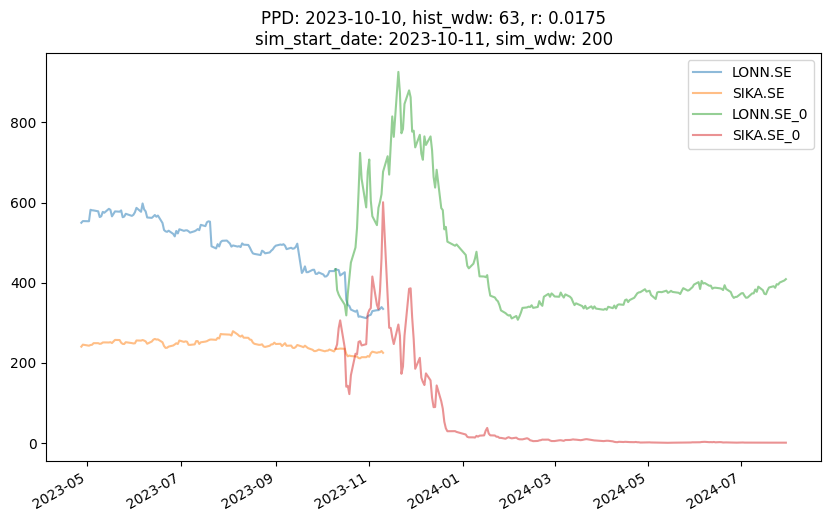 PPD: 2023-10-10, hist_wdw: 63, r: 0.0175
sim_start_date: 2023-10-11, sim_wdw: 200
LONN.SE
SIKA.SE
LONN.SE_0
SIKA.SE_0
800
600
400
200
0
2023-05
2023-07
2023-09
2023-11
2024-01
2024-03
2024-05
2024-07